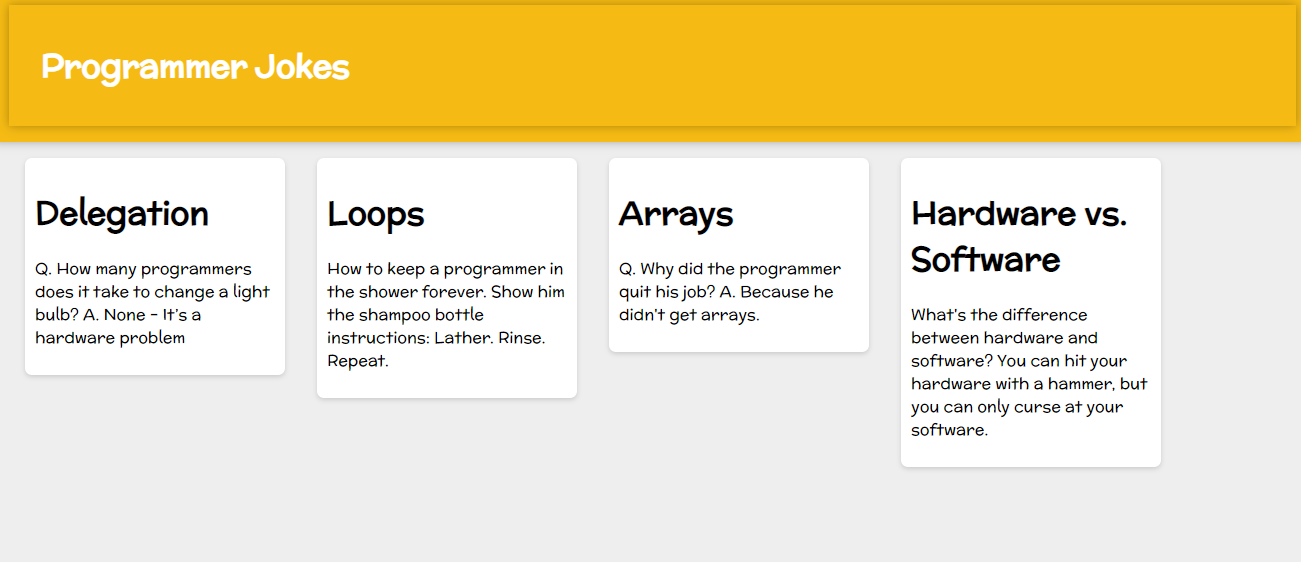 Programmer Jokes
Delegation
Q. How many programmers
does it take to change a light
bulb? A. None - It's a
hardware problem
Loops
How to keep a programmer in
the shower forever. Show him
the shampoo bottle
instructions: Lather. Rinse.
Repeat.
Arrays
Q. Why did the programmer
quit his job? A. Because he
didn't get arrays.
Hardware vs.
Software
What's the difference
between hardware and
software? You can hit your
hardware with a hammer, but
you can only curse at your
software.